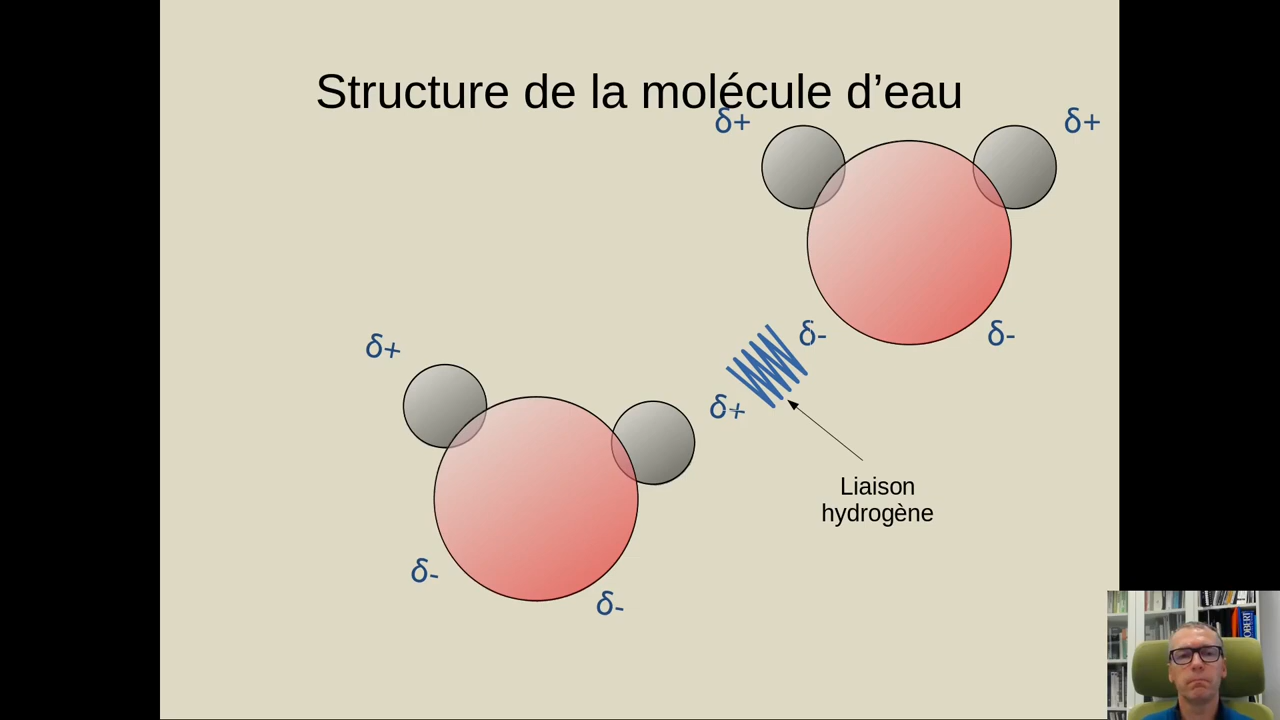 Structure de la molécule d’eau
δ+
δ+
δ-
δ-
δ+
δ+
Liaison
hydrogène
δ-
δ-